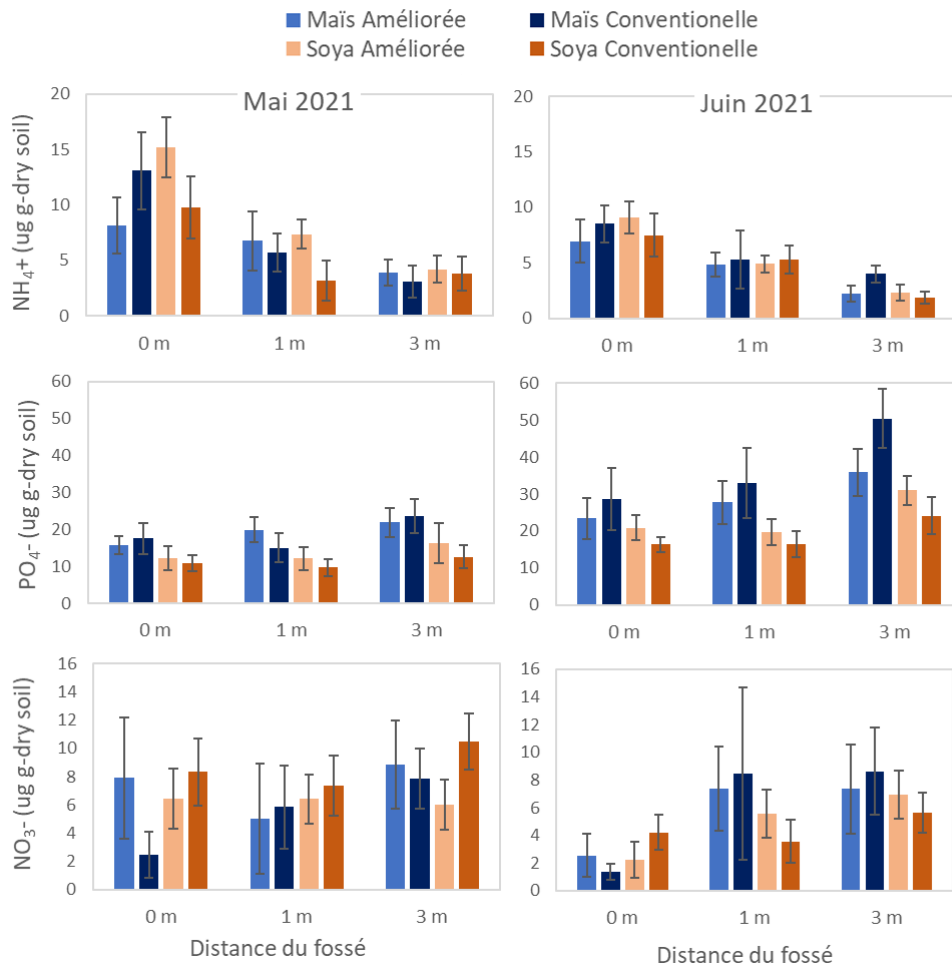 Maïs Améliorée Maïs Conventionelle
Soya Améliorée Soya Conventionelle
Mai 2021
NH₄+ (ug g-dry soil)
20
15
10
5
0
0 m 1 m 3 m
Juin 2021
20
15
10
5
0
0 m 1 m 3 m
PO₄- (ug g-dry soil)
60
50
40
30
20
10
0
0 m 1 m 3 m
60
50
40
30
20
10
0
0 m 1 m 3 m
NO₃- (ug g-dry soil)
16
14
12
10
8
6
4
2
0
0 m 1 m 3 m
Distance du fossé
16
14
12
10
8
6
4
2
0
0 m 1 m 3 m
Distance du fossé